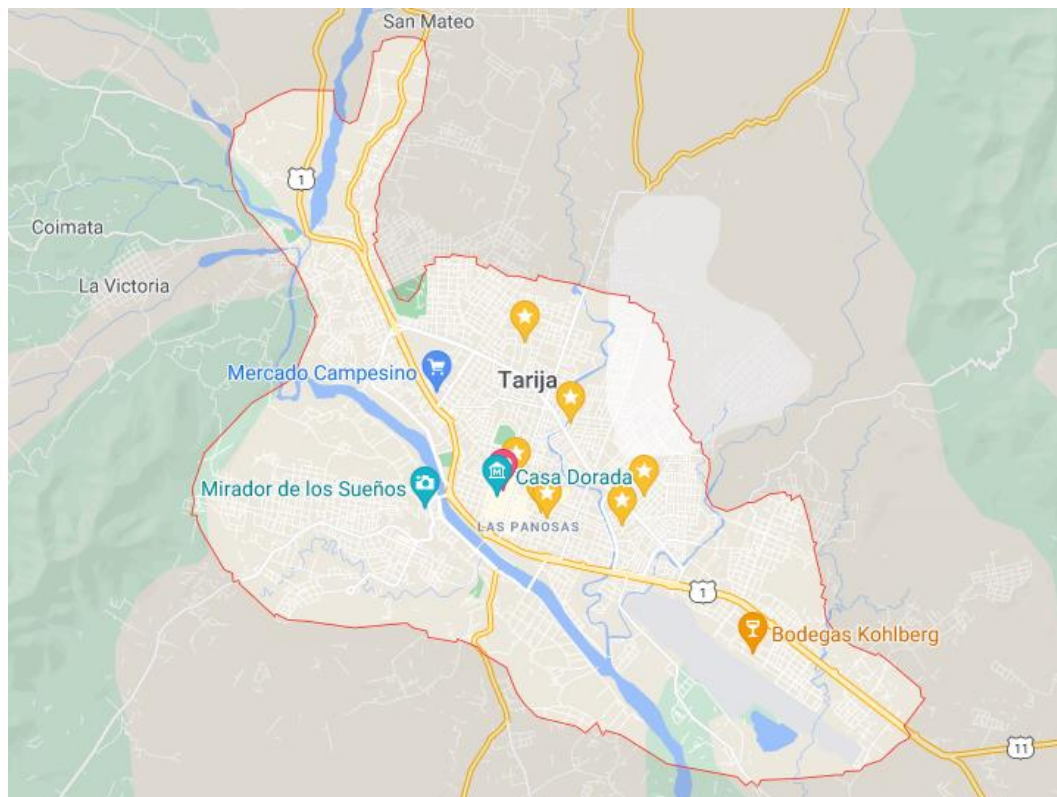 San Mateo
1
Coimata
La Victoria
Mercado Campesino
Tarija
Casa Dorada
Mirador de los Sueños
LAS PANOSAS
1
Bodegas Kohlberg
11